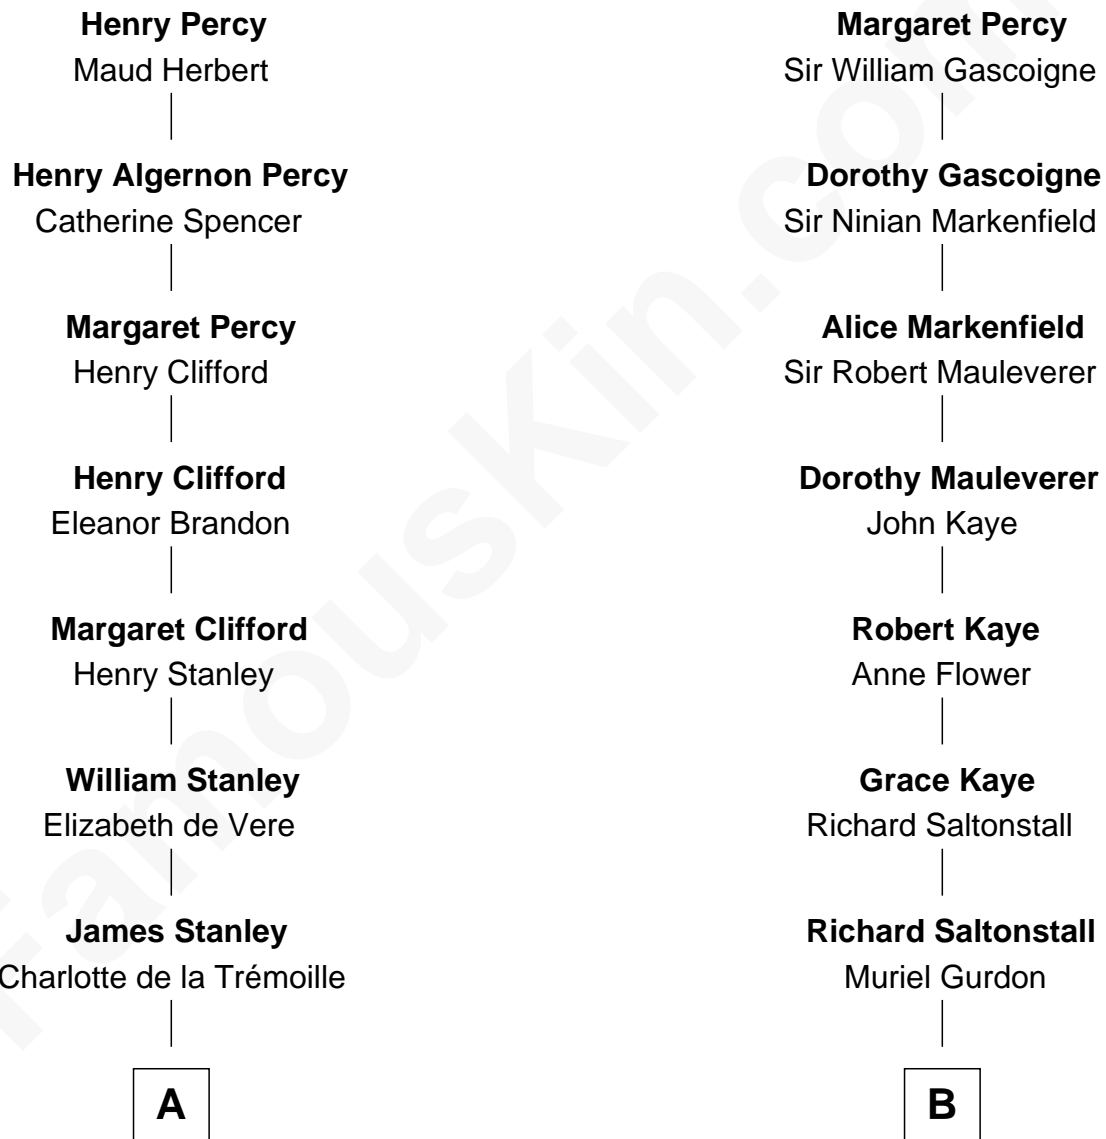 Henry Percy
Maud Herbert
Henry Algernon Percy
Catherine Spencer
Margaret Percy
Henry Clifford
Henry Clifford
Eleanor Brandon
Margaret Clifford
Henry Stanley
William Stanley
Elizabeth de Vere
James Stanley
Charlotte de la Trémoille
A
Margaret Percy
Sir William Gascoigne
Dorothy Gascoigne
Sir Ninian Markenfield
Alice Markenfield
Sir Robert Mauleverer
Dorothy Mauleverer
John Kaye
Robert Kaye
Anne Flower
Grace Kaye
Richard Saltonstall
Richard Saltonstall
Muriel Gurdon
B
FamousKin.com